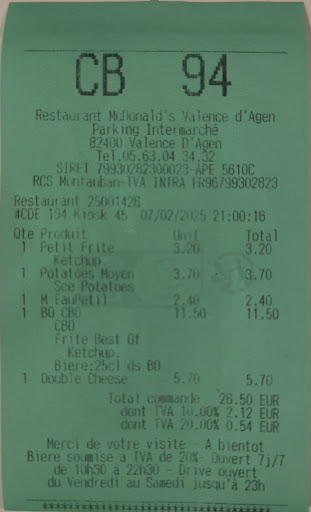 CB 94
Restaurant McDonald's Valence d'Agen
Parking Intermarché
82400 Valence D'Agen
Tel.05.63.04.34.32
SIRET 79930282300023-APE 5610C
RCS Montauban-TVA INTRA FR96799302823
Restaurant 25001426
#CDE 194 Kiosk 45 07/02/2025 21:00:16
Qte Produit Unit Total
1 Petit Frite 3.20 3.20
Ketchup.
1 Potatoes Moyen 3.70 3.70
Sce Potatoes
1 M EauPetil 2.40 2.40
1 BO CBO 11.50 11.50
CBO
Frite Best Of
Ketchup.
Biere:25cl ds BO
1 Double Cheese 5.70 5.70
Total commande 26.50 EUR
dont TVA 10.00% 2.12 EUR
dont TVA 20.00% 0.54 EUR
Merci de votre visite - A bientot
Biere soumise a TVA de 20%- Ouvert 7j/7
de 10h30 à 22h30 - Drive ouvert
du Vendredi au Samedi jusqu'à 23h